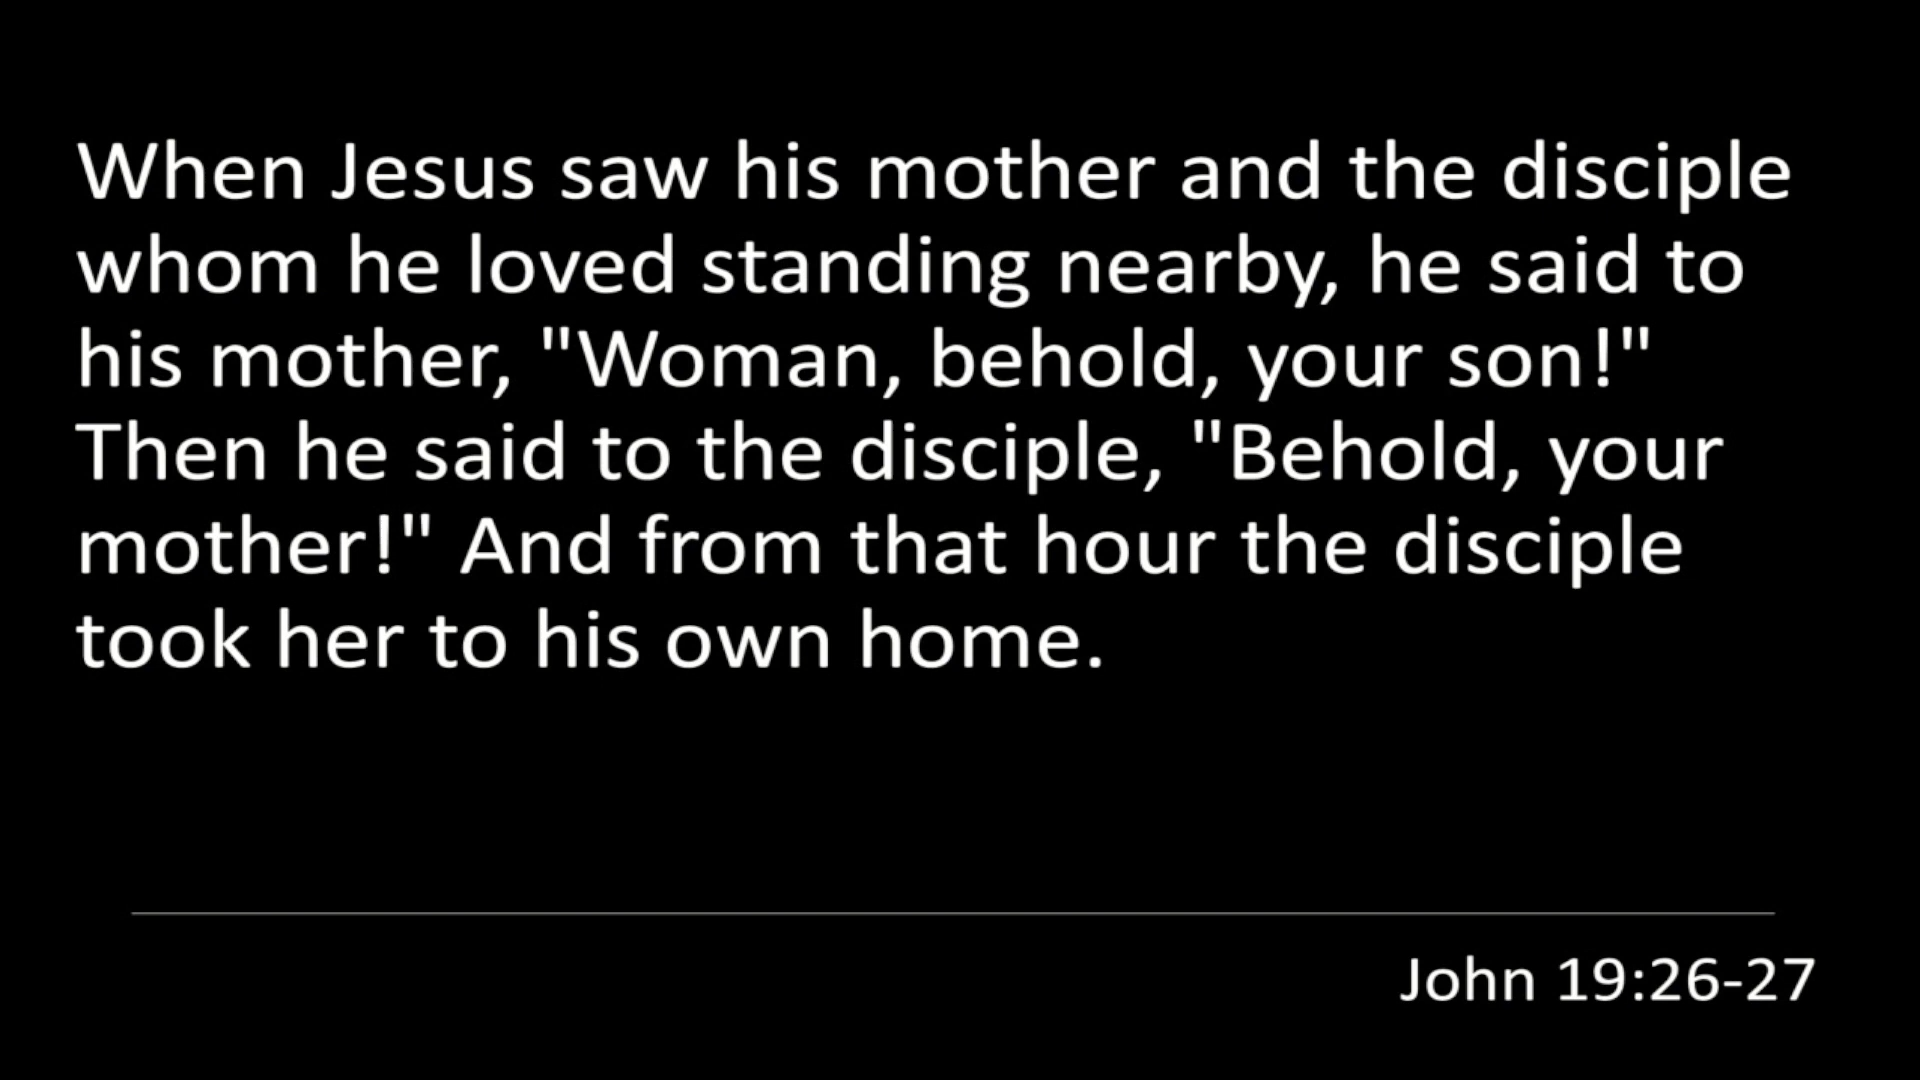 When Jesus saw his mother and the disciple
whom he loved standing nearby, he said to
his mother, "Woman, behold, your son!"
Then he said to the disciple, "Behold, your
mother!" And from that hour the disciple
took her to his own home.
John 19:26-27